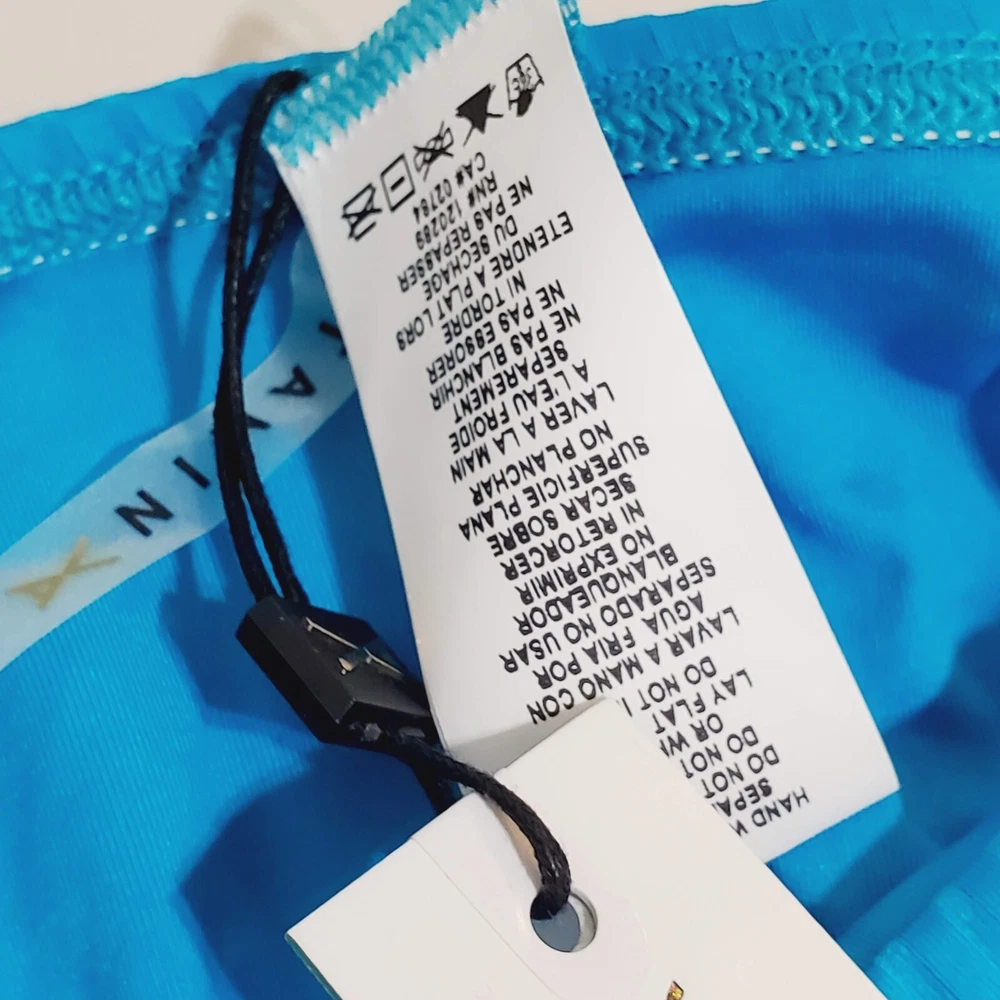 HAND
DO NOT
DO NOT
OR
LAY FLAT
DO NOT
LAVAR A MANO CON
AGUA FRIA POR
SEPARADO NO USAR
BLANQUEADOR
NO EXPRIMIR
NI RETORCER
SECAR SOBRE
SUPERFICIE PLANA
NO PLANCHAR
LAVER A LA MAIN
A L'EAU FROIDE
SEPAREMENT
NE PAS BLANCHIR
NE PAS ESSORER
NI TORDRE
ETENDRE A PLAT LORS
DU SECHAGE
NE PAS REPASSER
RN# 120289
CA# 02784